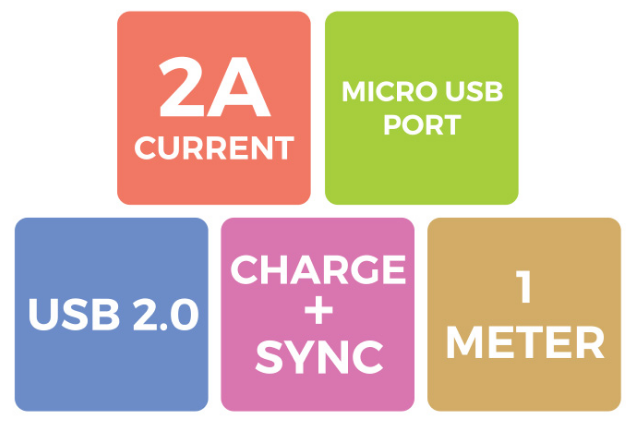 2A
CURRENT
MICRO USB
PORT
USB 2.0
CHARGE
+
SYNC
1
METER